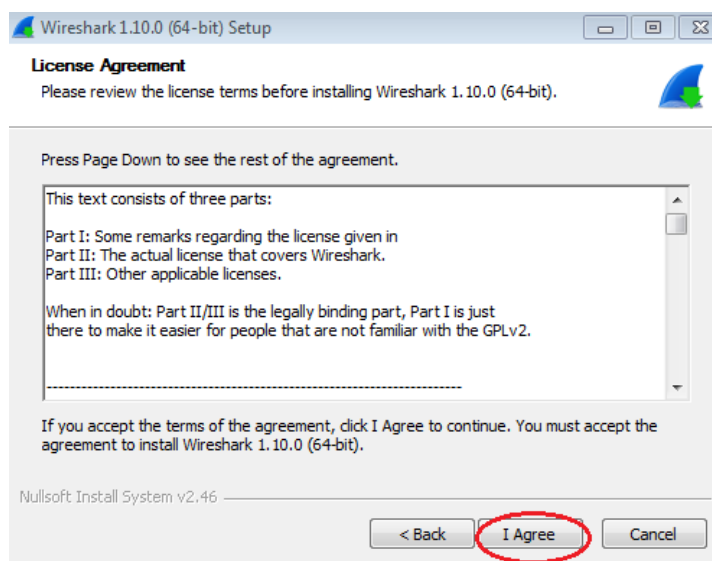 Wireshark 1.10.0 (64-bit) Setup
License Agreement
Please review the license terms before installing Wireshark 1.10.0 (64-bit).
Press Page Down to see the rest of the agreement.
This text consists of three parts:
Part I: Some remarks regarding the license given in
Part II: The actual license that covers Wireshark.
Part III: Other applicable licenses.
When in doubt: Part II/III is the legally binding part, Part I is just
there to make it easier for people that are not familiar with the GPLv2.
------------------------------------------------------------------------
If you accept the terms of the agreement, click I Agree to continue. You must accept the
agreement to install Wireshark 1.10.0 (64-bit).
Nullsoft Install System v2.46
< Back I Agree Cancel